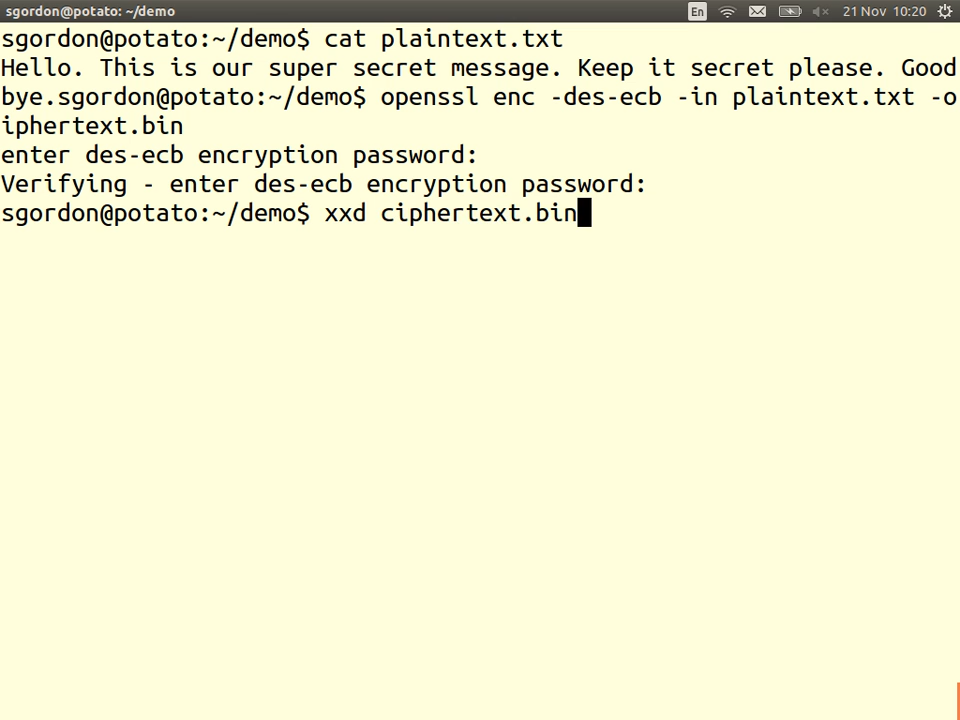 sgordon@potato: ~/demo En 21 Nov 10:20
sgordon@potato:~/demo$ cat plaintext.txt
Hello. This is our super secret message. Keep it secret please. Good
bye.sgordon@potato:~/demo$ openssl enc -des-ecb -in plaintext.txt -o
iphertext.bin
enter des-ecb encryption password:
Verifying - enter des-ecb encryption password:
sgordon@potato:~/demo$ xxd ciphertext.bin